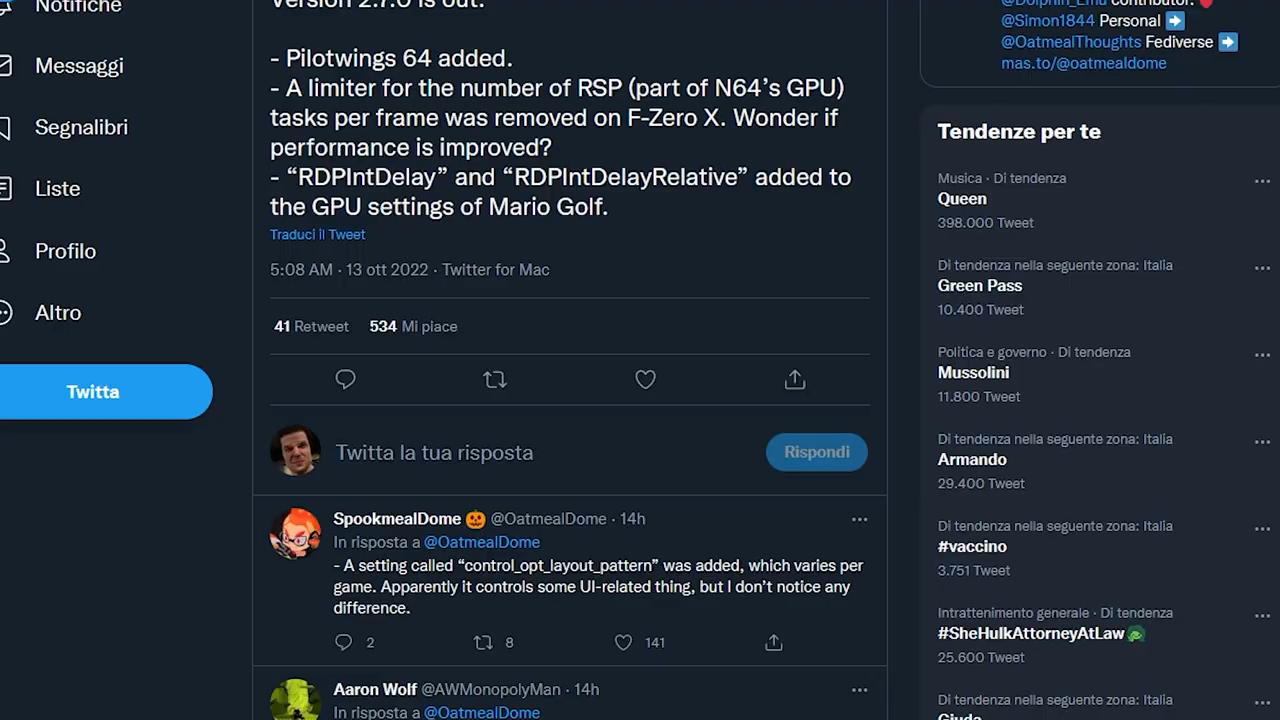 Notifiche
Messaggi
Segnalibri
Liste
Profilo
Altro
Twitta
Version 2.7.0 is out.
- Pilotwings 64 added.
- A limiter for the number of RSP (part of N64’s GPU)
tasks per frame was removed on F-Zero X. Wonder if
performance is improved?
- “RDPIntDelay” and “RDPIntDelayRelative” added to
the GPU settings of Mario Golf.
Traduci il Tweet
5:08 AM · 13 ott 2022 · Twitter for Mac
41 Retweet 534 Mi piace
Twitta la tua risposta
Rispondi
SpookmealDome 🎃 @OatmealDome · 14h
In risposta a @OatmealDome
- A setting called “control_opt_layout_pattern” was added, which varies per
game. Apparently it controls some UI-related thing, but I don’t notice any
difference.
2 8 141
Aaron Wolf @AWMonopolyMan · 14h
In risposta a @OatmealDome
@Dolphin_Emu contributor. ❤️
@Simon1844 Personal ➡️
@OatmealThoughts Fediverse ➡️
mas.to/@oatmealdome
Tendenze per te
Musica · Di tendenza
Queen
398.000 Tweet
Di tendenza nella seguente zona: Italia
Green Pass
10.400 Tweet
Politica e governo · Di tendenza
Mussolini
11.800 Tweet
Di tendenza nella seguente zona: Italia
Armando
29.400 Tweet
Di tendenza nella seguente zona: Italia
#vaccino
3.751 Tweet
Intrattenimento generale · Di tendenza
#SheHulkAttorneyAtLaw
25.600 Tweet
Di tendenza nella seguente zona: Italia
Giuda